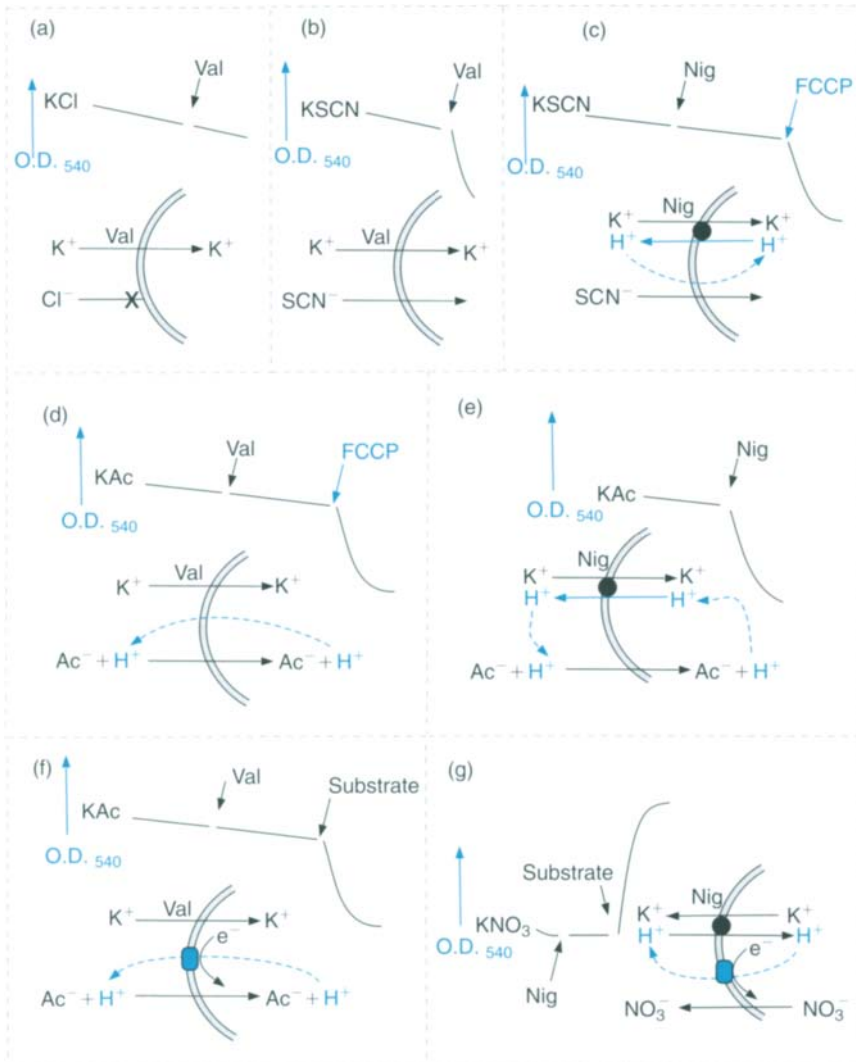 (a)
Val
KCl
O.D. 540
K⁺ Val K⁺
Cl⁻ X
(b)
Val
KSCN
O.D. 540
K⁺ Val K⁺
SCN⁻
(c)
Nig
FCCP
KSCN
O.D. 540
Nig
K⁺ K⁺
H⁺ H⁺
SCN⁻
(d)
Val
FCCP
KAc
O.D. 540
K⁺ Val K⁺
Ac⁻ + H⁺ Ac⁻ + H⁺
(e)
Nig
KAc
O.D. 540
Nig
K⁺ K⁺
H⁺ H⁺
Ac⁻ + H⁺ Ac⁻ + H⁺
(f)
Val
Substrate
KAc
O.D. 540
K⁺ Val K⁺
e⁻
Ac⁻ + H⁺ Ac⁻ + H⁺
(g)
Substrate
KNO₃
O.D. 540
Nig
Nig
K⁺ K⁺
H⁺ H⁺
e⁻
NO₃⁻ NO₃⁻